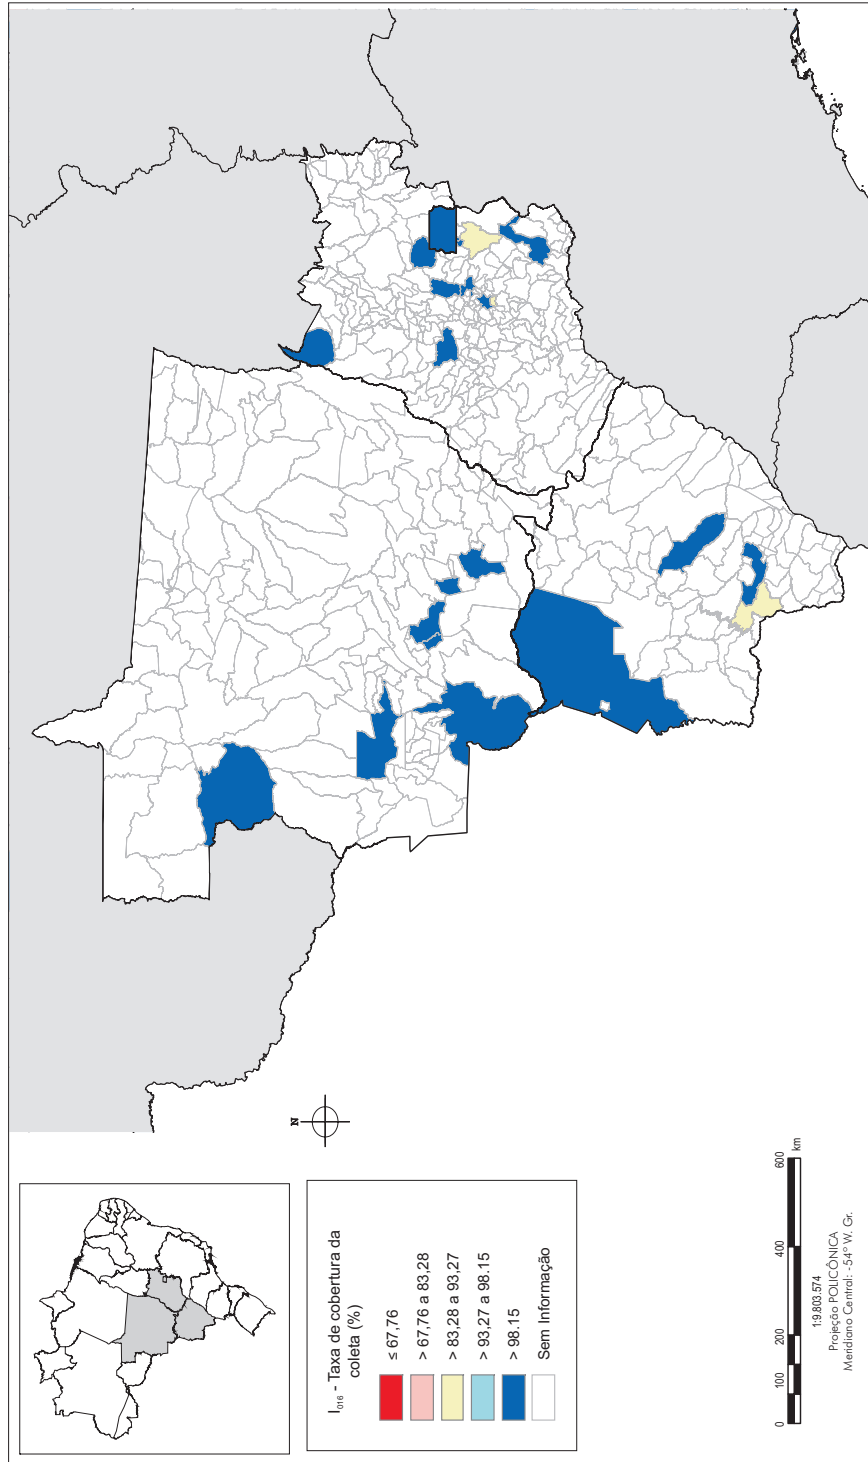 N
I016 - Taxa de cobertura da
coleta (%)
≤ 67,76
> 67,76 a 83,28
> 83,28 a 93,27
> 93,27 a 98.15
> 98.15
Sem Informação
0 100 200 400 600
km
1:9.803.574
Projeção POLICÔNICA
Meridiano Central: -54º W. Gr.